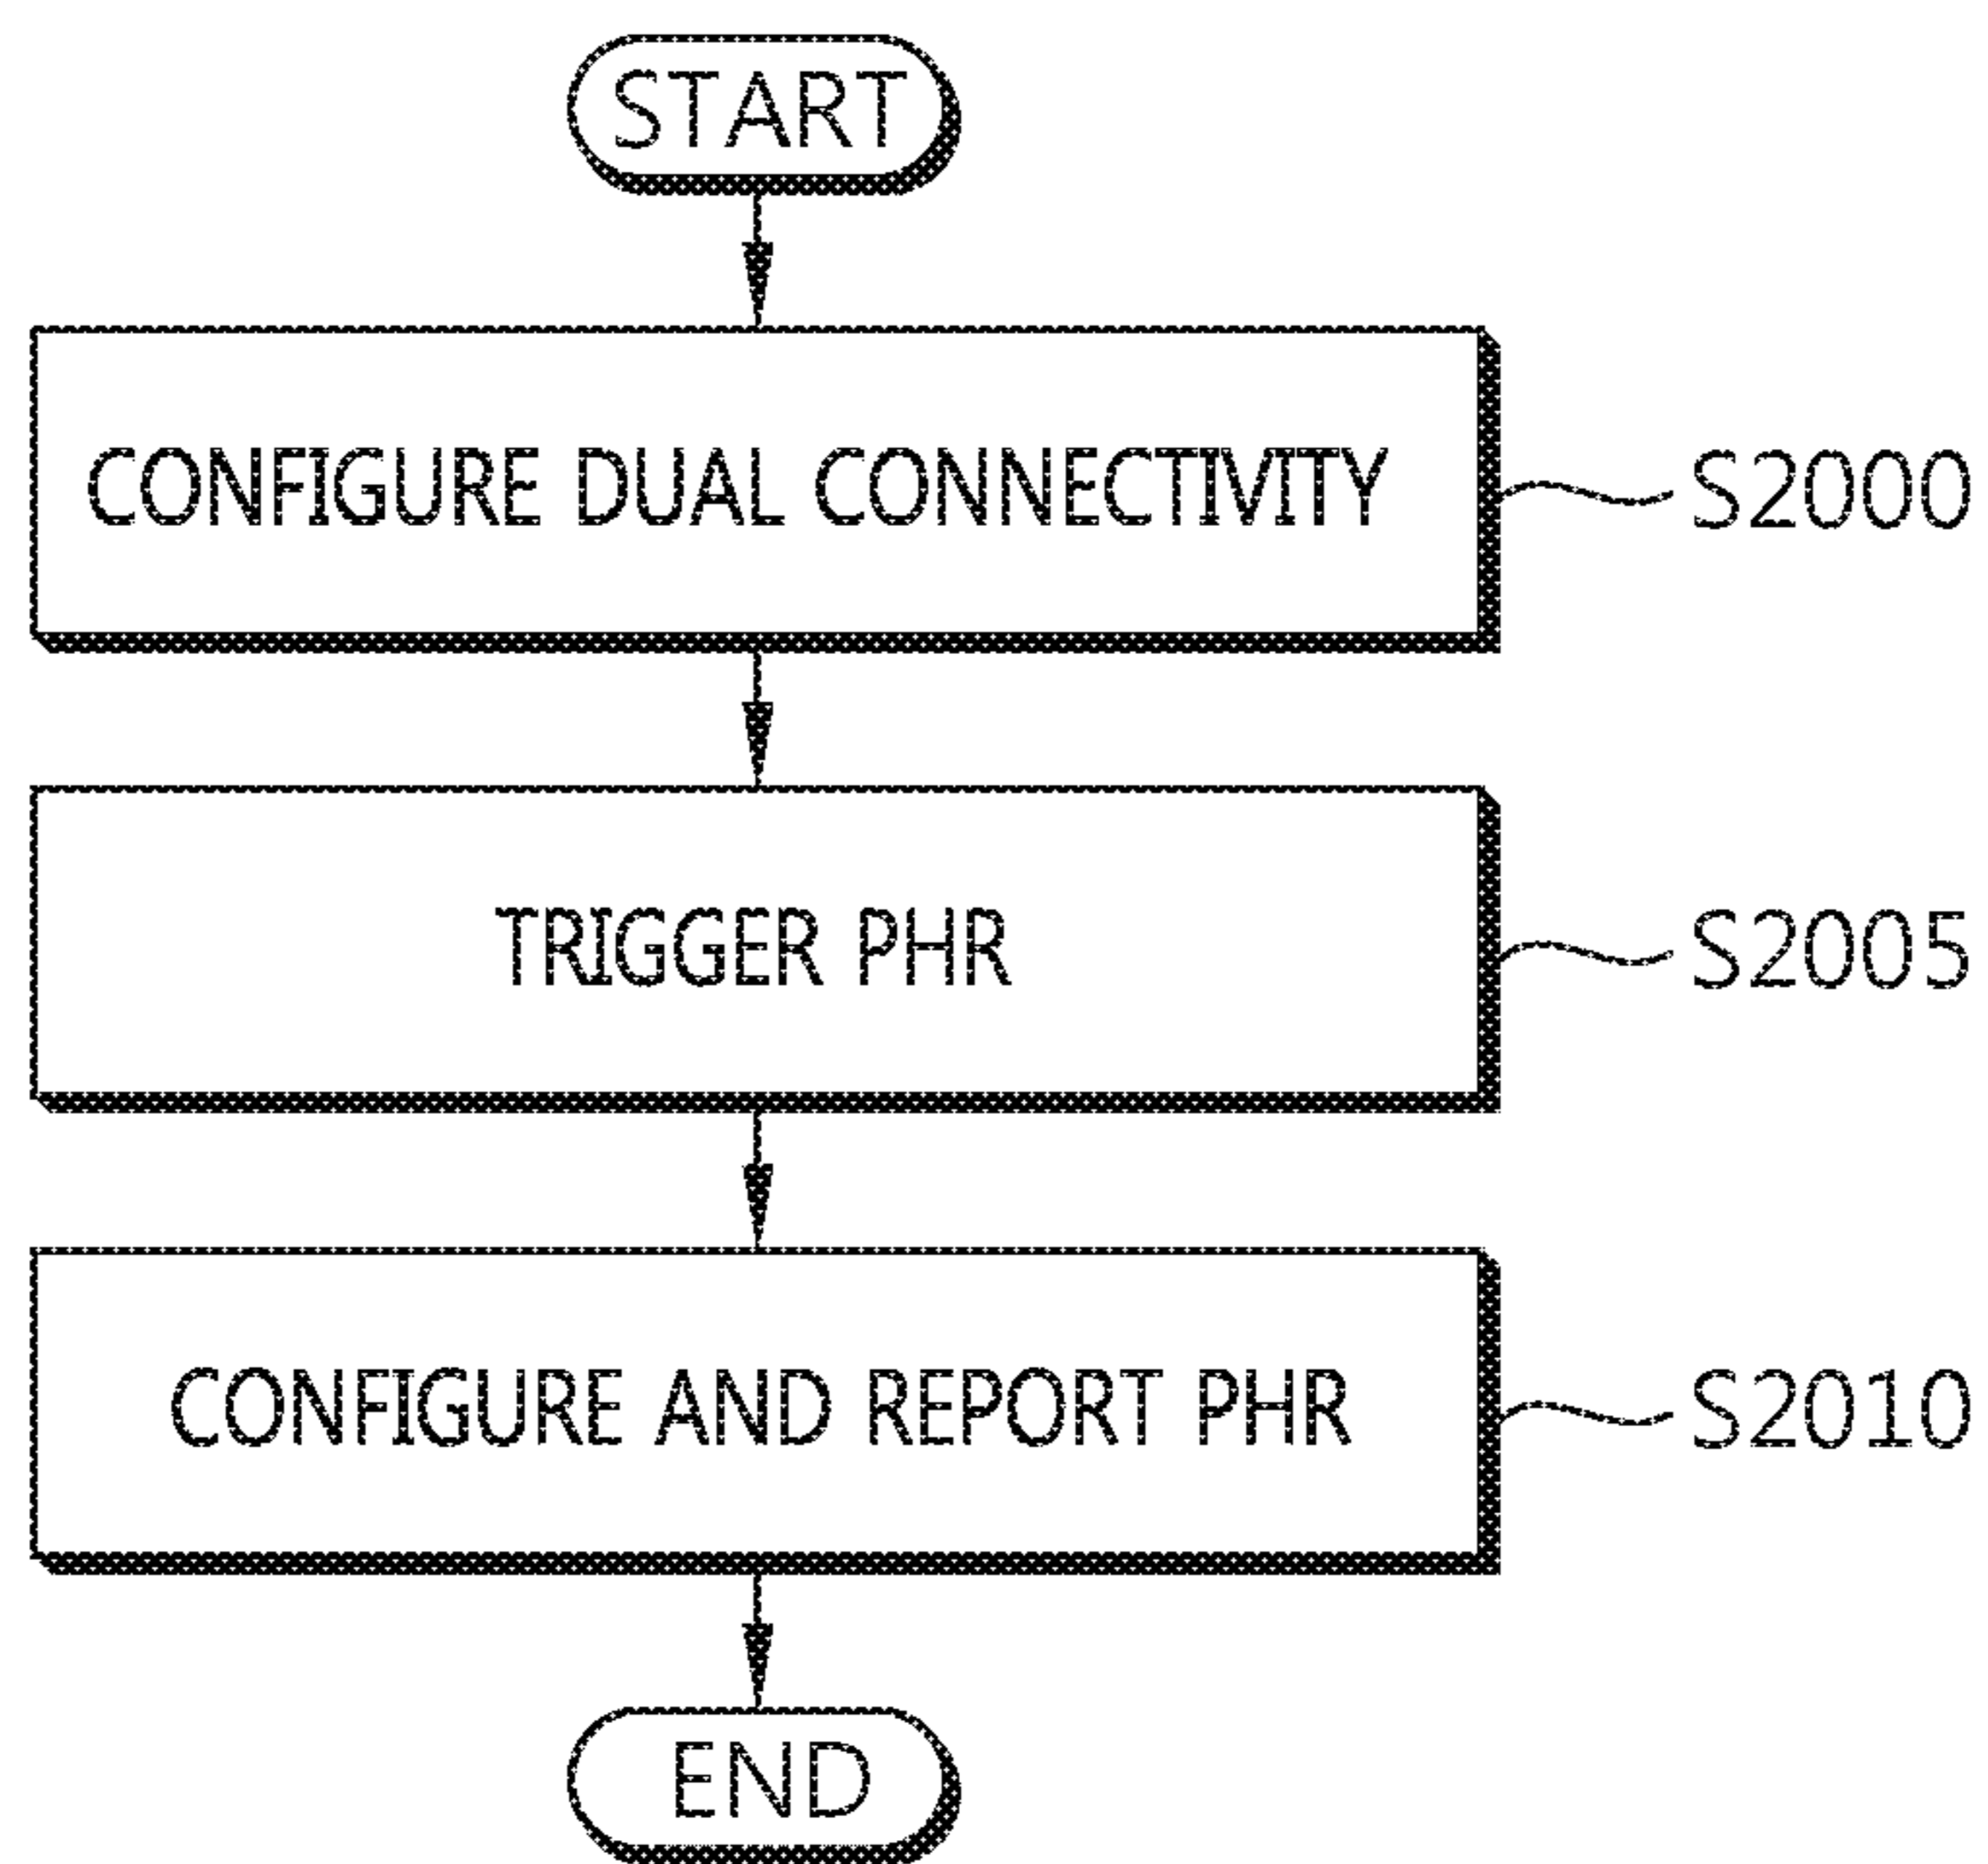 START
CONFIGURE DUAL CONNECTIVITY
S2000
TRIGGER PHR
S2005
CONFIGURE AND REPORT PHR
S2010
END